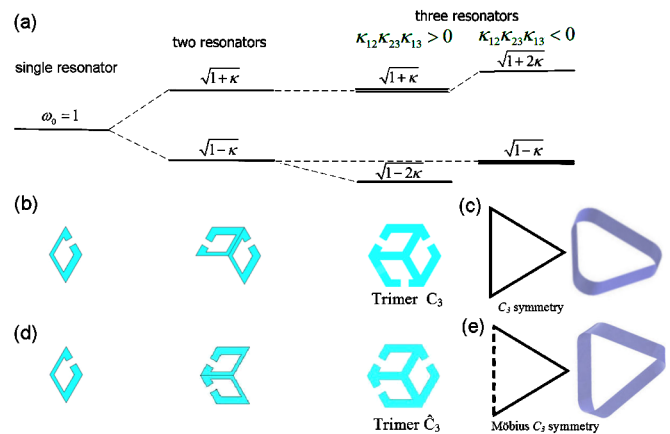 (a)
three resonators
two resonators
κ₁₂κ₂₃κ₁₃ > 0
κ₁₂κ₂₃κ₁₃ < 0
single resonator
√1+κ
√1+κ
√1+2κ
ω₀ = 1
√1−κ
√1−2κ
√1−κ
(b)
(c)
Trimer C₃
C₃ symmetry
(d)
(e)
Trimer Ĉ₃
Möbius C₃ symmetry